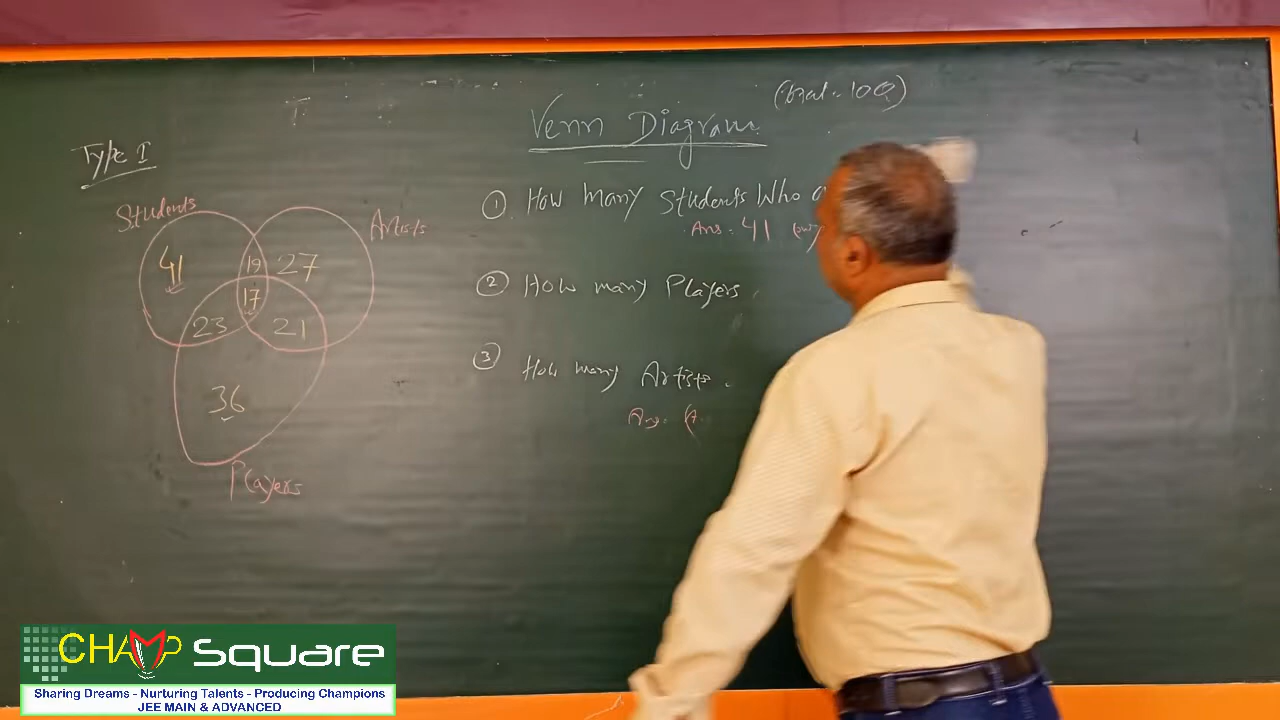 (total = 100)
Venn Diagram
Type I
① How many Students Who a
Students
Artists
Ans = 41
41
19
27
② How many Players
17
23
21
③ How many Artists.
36
Ans =
Players
CHAMP Square
Sharing Dreams - Nurturing Talents - Producing Champions
JEE MAIN & ADVANCED